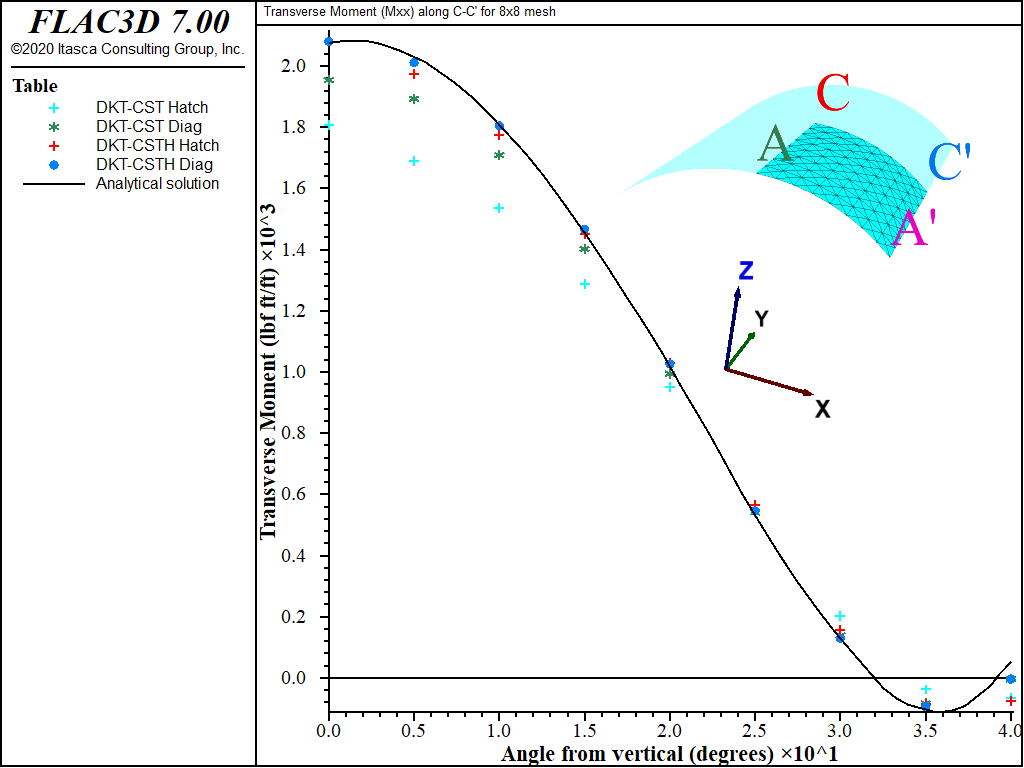 FLAC3D 7.00
©2020 Itasca Consulting Group, Inc.
Table
DKT-CST Hatch
DKT-CST Diag
DKT-CSTH Hatch
DKT-CSTH Diag
Analytical solution
Transverse Moment (Mxx) along C-C' for 8x8 mesh
Transverse Moment (lbf ft/ft) ×10^3
2.0
1.8
1.6
1.4
1.2
1.0
0.8
0.6
0.4
0.2
0.0
C
A
C'
A'
Z
Y
X
0.0 0.5 1.0 1.5 2.0 2.5 3.0 3.5 4.0
Angle from vertical (degrees) ×10^1